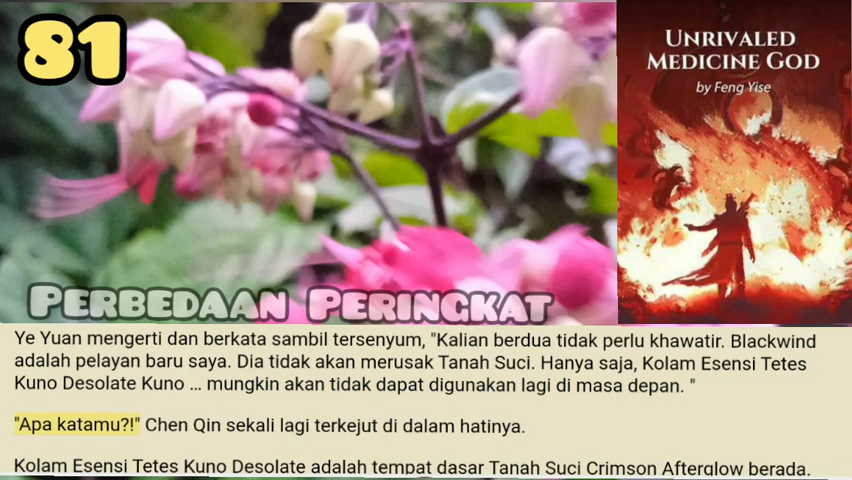 81
UNRIVALED
MEDICINE GOD
by Feng Yise
PERBEDAAN PERINGKAT
Ye Yuan mengerti dan berkata sambil tersenyum, "Kalian berdua tidak perlu khawatir. Blackwind
adalah pelayan baru saya. Dia tidak akan merusak Tanah Suci. Hanya saja, Kolam Esensi Tetes
Kuno Desolate Kuno ... mungkin akan tidak dapat digunakan lagi di masa depan. "
"Apa katamu?!" Chen Qin sekali lagi terkejut di dalam hatinya.
Kolam Esensi Tetes Kuno Desolate adalah tempat dasar Tanah Suci Crimson Afterglow berada.